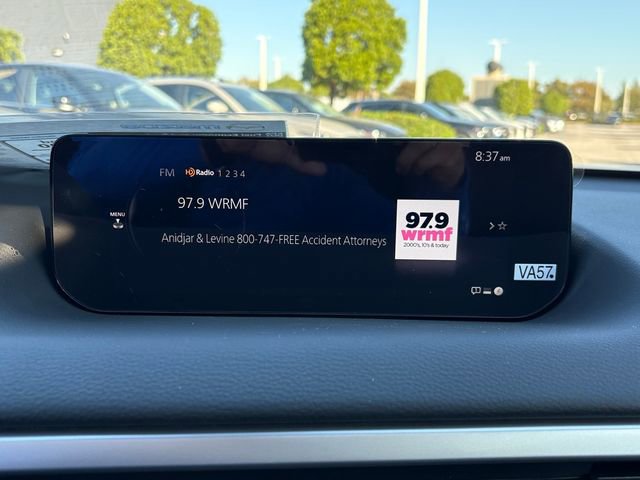 8:37 am
FM HD Radio 1 2 3 4
97.9 WRMF
MENU
Anidjar & Levine 800-747-FREE Accident Attorneys
97.9
wrmf
2000's, 10's & today
VA57